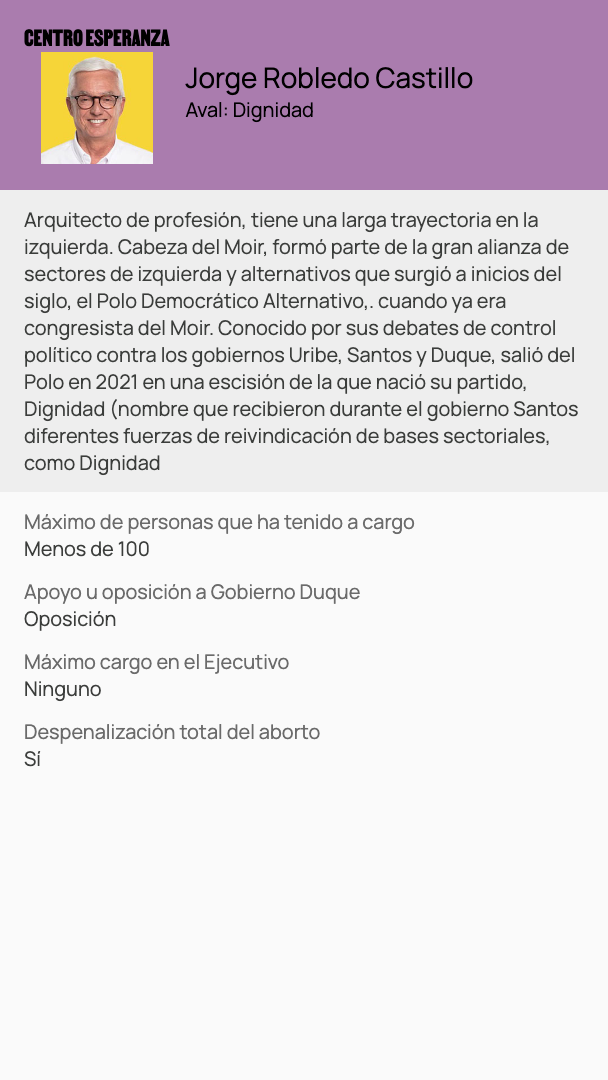 CENTRO ESPERANZA
Jorge Robledo Castillo
Aval: Dignidad
Arquitecto de profesión, tiene una larga trayectoria en la
izquierda. Cabeza del Moir, formó parte de la gran alianza de
sectores de izquierda y alternativos que surgió a inicios del
siglo, el Polo Democrático Alternativo,. cuando ya era
congresista del Moir. Conocido por sus debates de control
político contra los gobiernos Uribe, Santos y Duque, salió del
Polo en 2021 en una escisión de la que nació su partido,
Dignidad (nombre que recibieron durante el gobierno Santos
diferentes fuerzas de reivindicación de bases sectoriales,
como Dignidad
Máximo de personas que ha tenido a cargo
Menos de 100
Apoyo u oposición a Gobierno Duque
Oposición
Máximo cargo en el Ejecutivo
Ninguno
Despenalización total del aborto
Sí